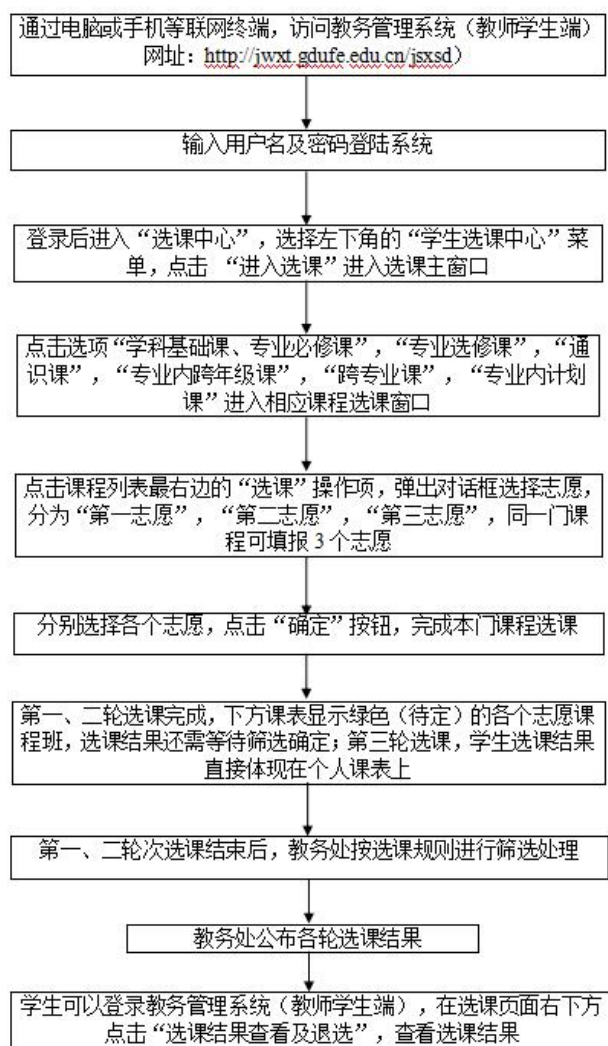 通过电脑或手机等联网终端，访问教务管理系统（教师学生端）
网址：http://jwxt.gdufe.edu.cn/jsxsd）
输入用户名及密码登陆系统
登录后进入“选课中心”，选择左下角的“学生选课中心”菜
单，点击 “进入选课”进入选课主窗口
点击选项“学科基础课、专业必修课”，“专业选修课”，“通
识课”，“专业内跨年级课”，“跨专业课”，“专业内计划
课”进入相应课程选课窗口
点击课程列表最右边的“选课”操作项，弹出对话框选择志愿，
分为“第一志愿”，“第二志愿”，“第三志愿”，同一门课
程可填报 3 个志愿
分别选择各个志愿，点击“确定”按钮，完成本门课程选课
第一、二轮选课完成，下方课表显示绿色（待定）的各个志愿课
程班，选课结果还需等待筛选确定；第三轮选课，学生选课结果
直接体现在个人课表上
第一、二轮次选课结束后，教务处按选课规则进行筛选处理
教务处公布各轮选课结果
学生可以登录教务管理系统（教师学生端），在选课页面右下方
点击“选课结果查看及退选”，查看选课结果